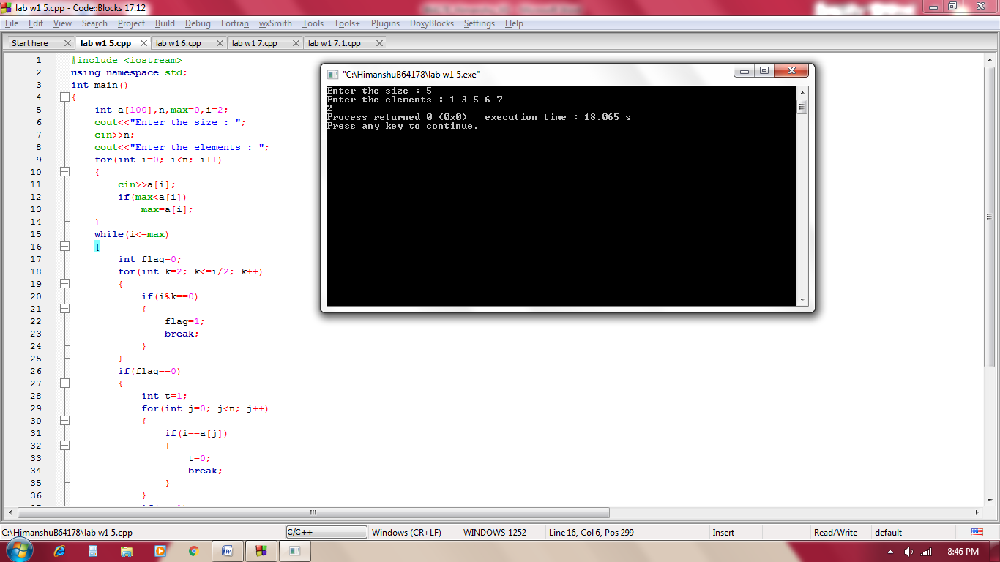 lab w1 5.cpp - Code::Blocks 17.12
File Edit View Search Project Build Debug Fortran wxSmith Tools Tools+ Plugins DoxyBlocks Settings Help
Start here lab w1 5.cpp lab w1 6.cpp lab w1 7.cpp lab w1 7.1.cpp
1 #include <iostream>
2 using namespace std;
3 int main()
4 {
5 int a[100],n,max=0,i=2;
6 cout<<"Enter the size : ";
7 cin>>n;
8 cout<<"Enter the elements : ";
9 for(int i=0; i<n; i++)
10 {
11 cin>>a[i];
12 if(max<a[i])
13 max=a[i];
14 }
15 while(i<=max)
16 {
17 int flag=0;
18 for(int k=2; k<=i/2; k++)
19 {
20 if(i%k==0)
21 {
22 flag=1;
23 break;
24 }
25 }
26 if(flag==0)
27 {
28 int t=1;
29 for(int j=0; j<n; j++)
30 {
31 if(i==a[j])
32 {
33 t=0;
34 break;
35 }
36 }
"C:\HimanshuB64178\lab w1 5.exe"
Enter the size : 5
Enter the elements : 1 3 5 6 7
2
Process returned 0 (0x0)   execution time : 18.065 s
Press any key to continue.
C:\HimanshuB64178\lab w1 5.cpp C/C++ Windows (CR+LF) WINDOWS-1252 Line 16, Col 6, Pos 299 Insert Read/Write default
8:46 PM